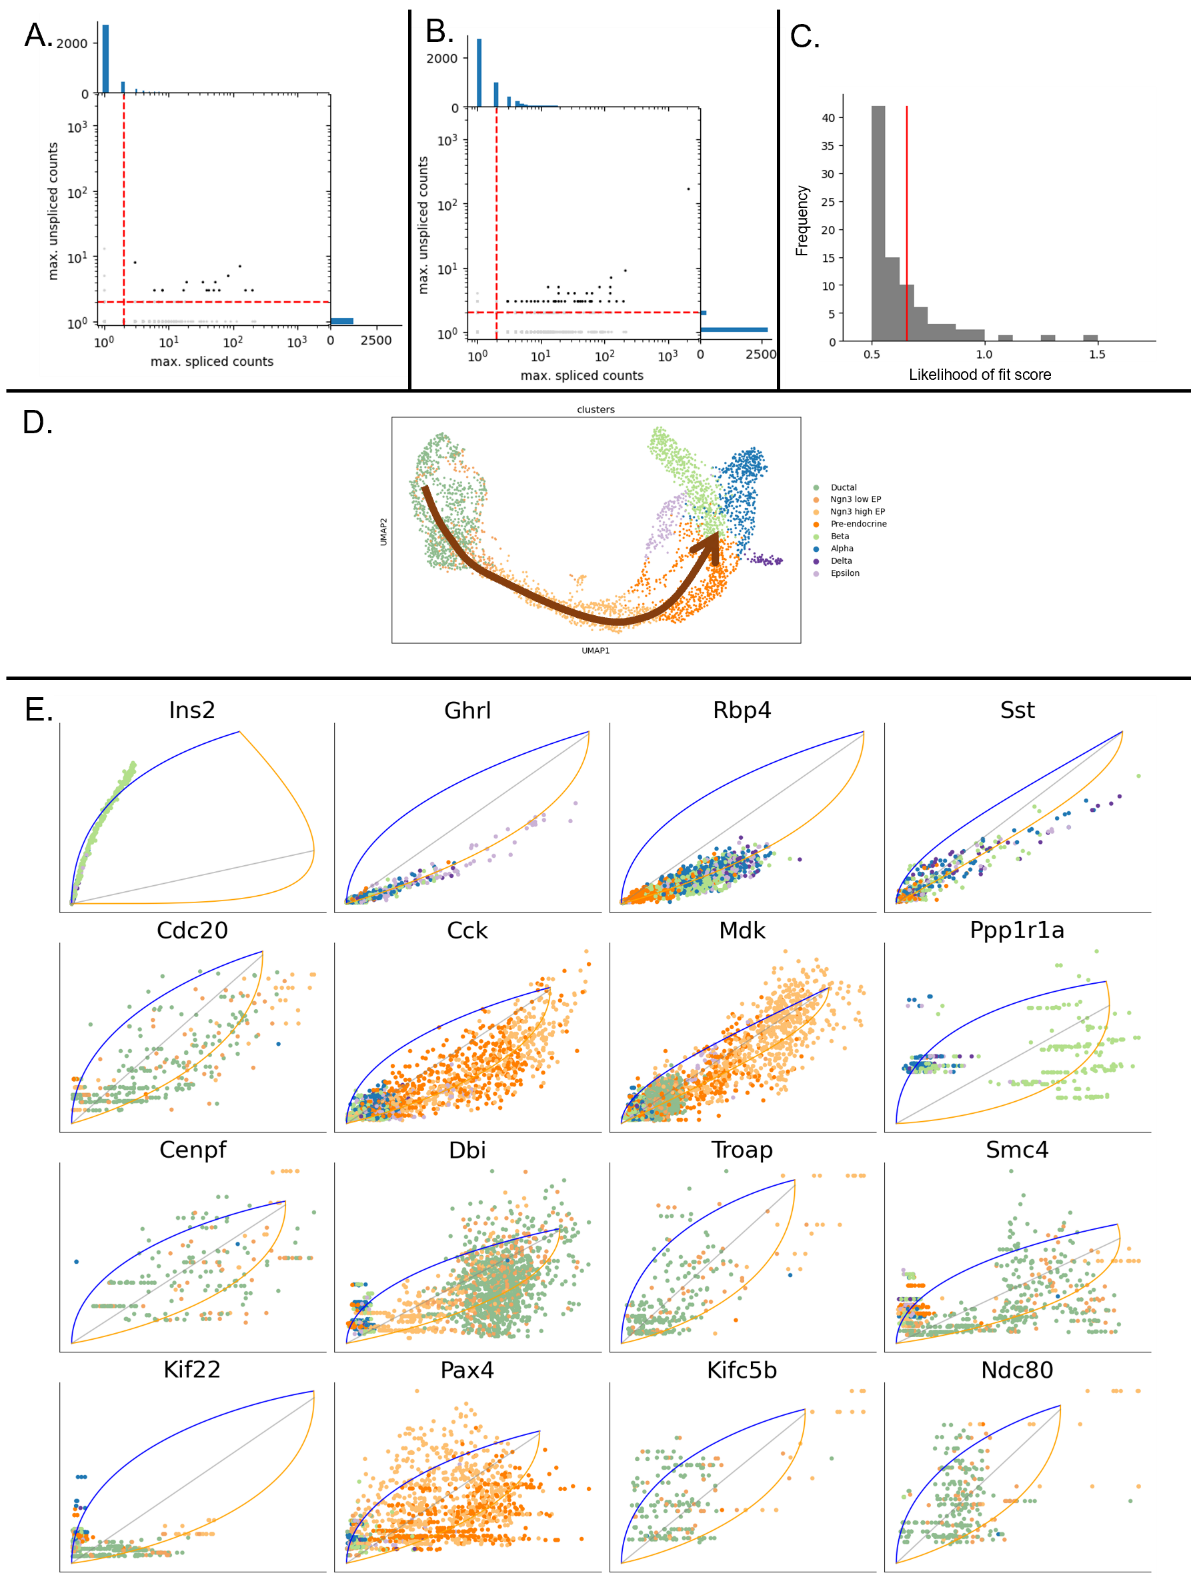 A.
2000
0
10³
10²
10¹
10⁰
max. unspliced counts
10⁰ 10¹ 10² 10³
max. spliced counts
0 2500
B.
2000
0
10³
10²
10¹
10⁰
max. unspliced counts
10⁰ 10¹ 10² 10³
max. spliced counts
0 2500
C.
40
35
30
25
20
15
10
5
0
Frequency
0.5 1.0 1.5
Likelihood of fit score
D.
clusters
UMAP2
UMAP1
Ductal
Ngn3 low EP
Ngn3 high EP
Pre-endocrine
Beta
Alpha
Delta
Epsilon
E.
Ins2 Ghrl Rbp4 Sst
Cdc20 Cck Mdk Ppp1r1a
Cenpf Dbi Troap Smc4
Kif22 Pax4 Kifc5b Ndc80